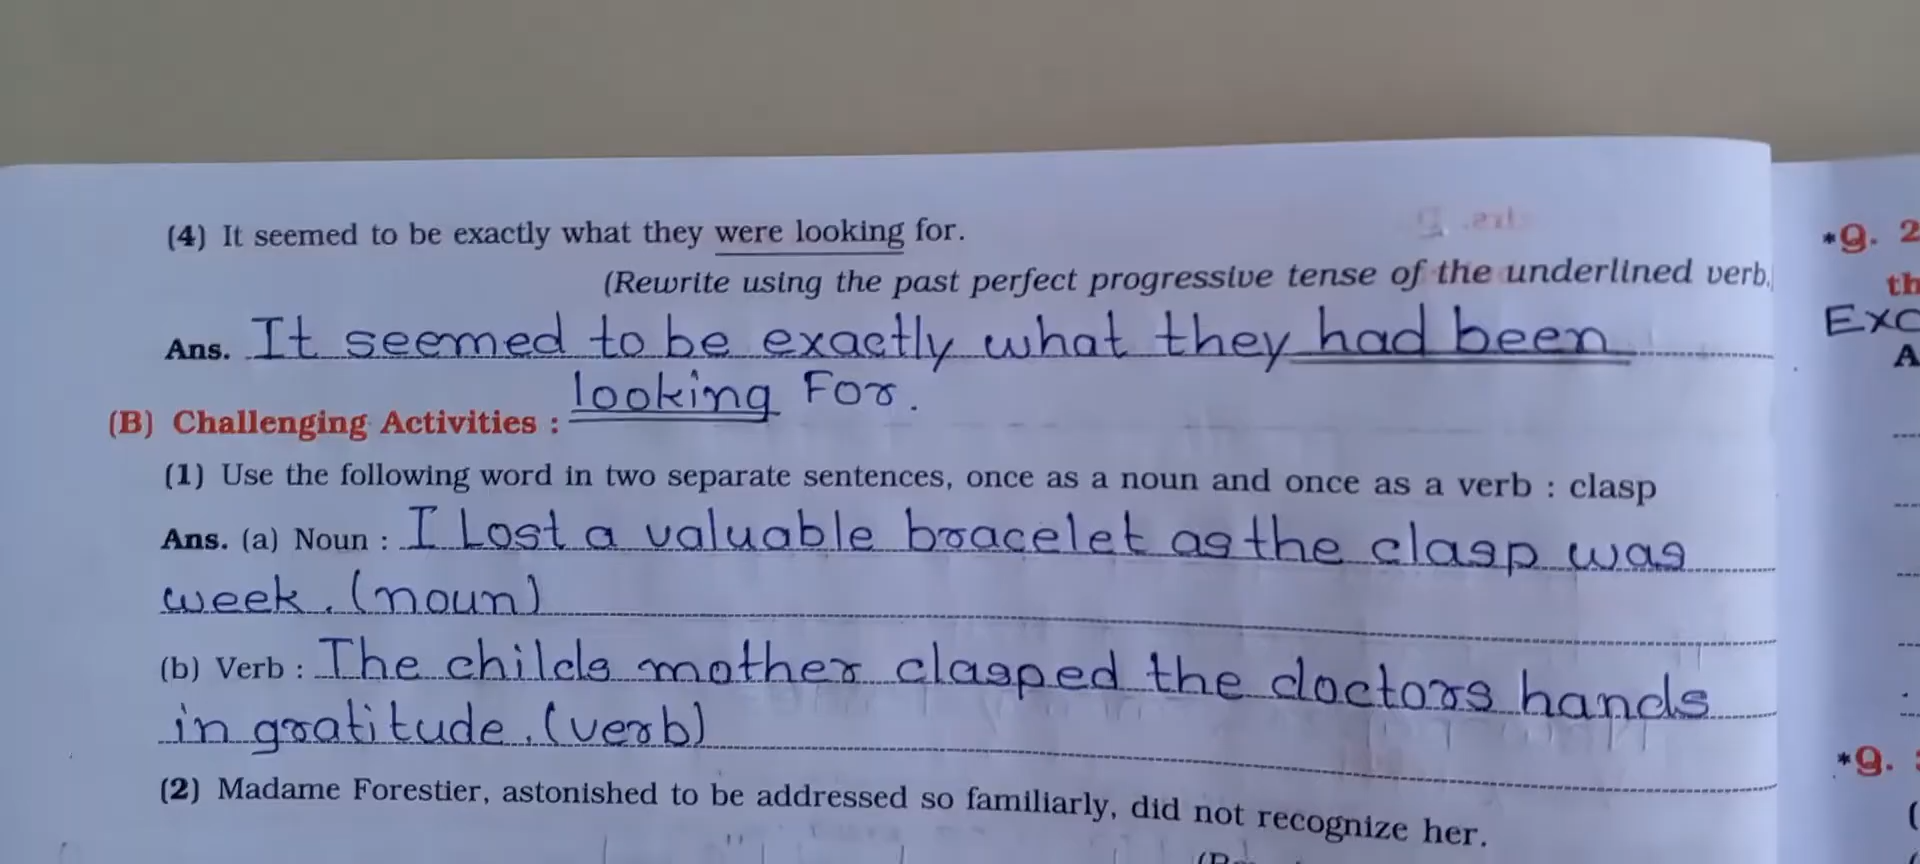 (4) It seemed to be exactly what they were looking for.
(Rewrite using the past perfect progressive tense of the underlined verb.
Ans. It seemed to be exactly what they had been
looking For.
(B) Challenging Activities :
(1) Use the following word in two separate sentences, once as a noun and once as a verb : clasp
Ans. (a) Noun : I Lost a valuable bracelet as the clasp was
week. (noun)
(b) Verb : The childs mother clasped the doctors hands
in gratitude. (verb)
(2) Madame Forestier, astonished to be addressed so familiarly, did not recognize her.
*Q. 2
th
Exc
A
*Q.
(